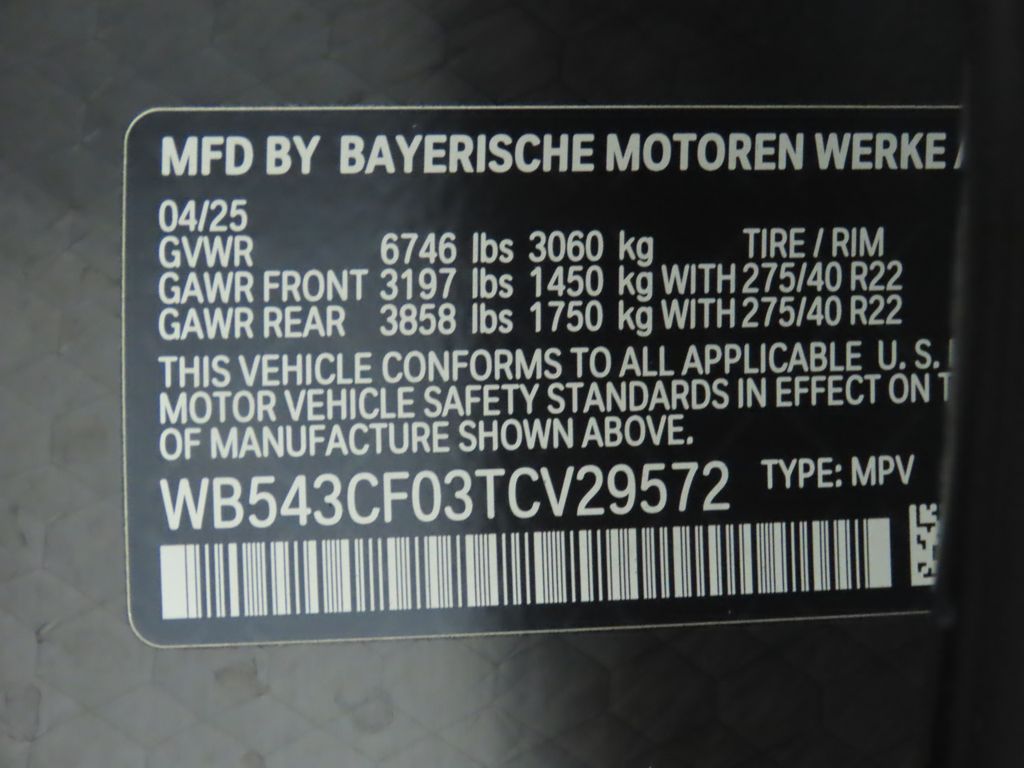 MFD BY BAYERISCHE MOTOREN WERKE
04/25
GVWR 6746 lbs 3060 kg TIRE / RIM
GAWR FRONT 3197 lbs 1450 kg WITH 275/40 R22
GAWR REAR 3858 lbs 1750 kg WITH 275/40 R22
THIS VEHICLE CONFORMS TO ALL APPLICABLE U. S.
MOTOR VEHICLE SAFETY STANDARDS IN EFFECT ON
OF MANUFACTURE SHOWN ABOVE.
WB543CF03TCV29572 TYPE: MPV